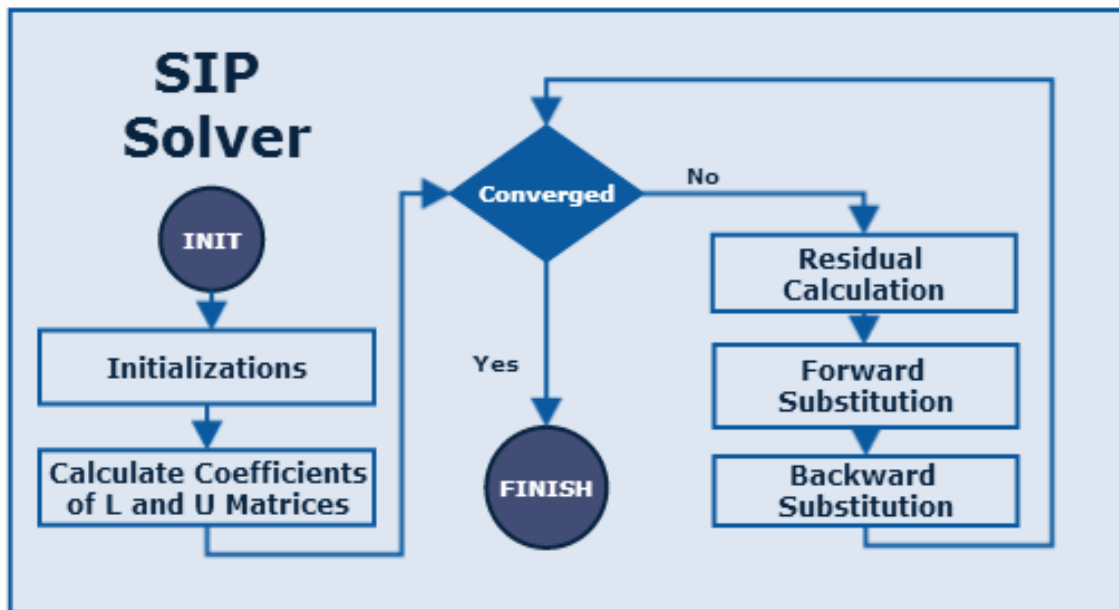 SIP
Solver
INIT
Initializations
Calculate Coefficients
of L and U Matrices
Converged
No
Yes
Residual
Calculation
Forward
Substitution
Backward
Substitution
FINISH